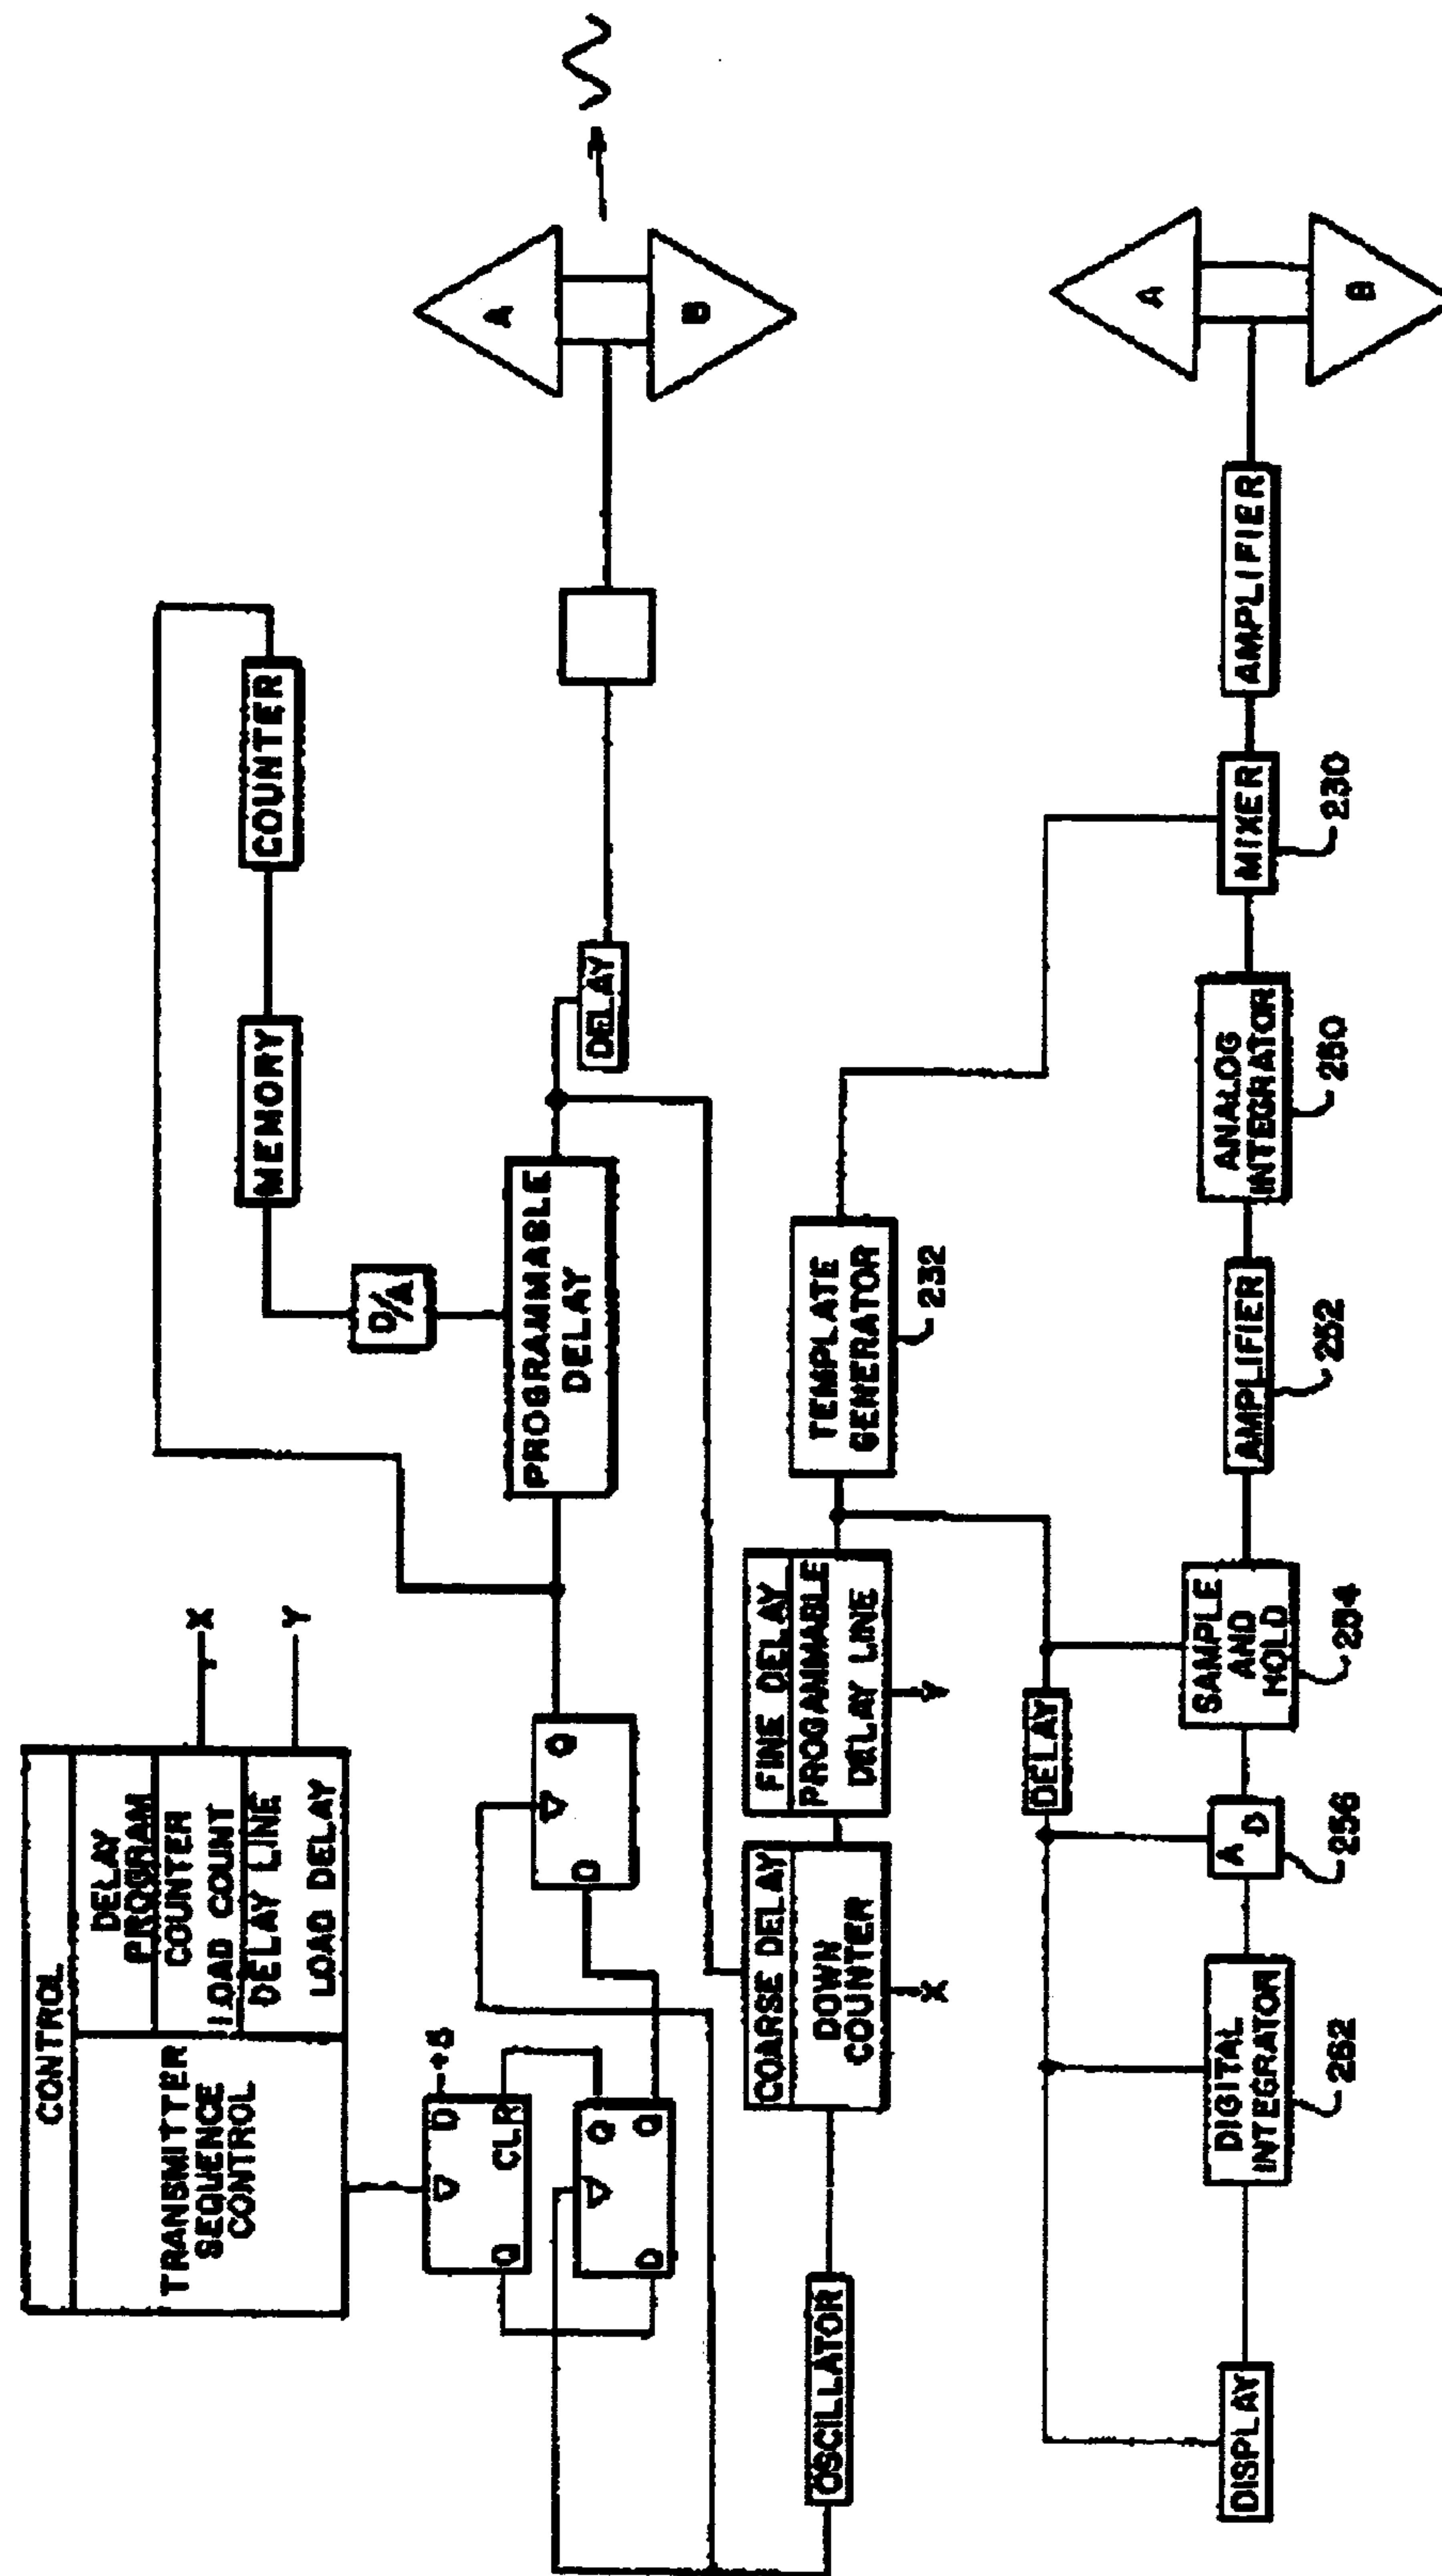 CONTROL
TRANSMITTER
SEQUENCE
CONTROL
DELAY
PROGRAM
COUNTER
LOAD COUNT
DELAY LINE
LOAD DELAY
X
Y
D
+5
Q
CLR
Q
D
Q
D
Q
COUNTER
MEMORY
D/A
PROGRAMMABLE
DELAY
DELAY
A
B
OSCILLATOR
COARSE DELAY
DOWN
COUNTER
X
FINE DELAY
PROGAMMABLE
DELAY LINE
Y
TEMPLATE
GENERATOR
232
DELAY
DISPLAY
DIGITAL
INTEGRATOR
262
A
D
256
SAMPLE
AND
HOLD
254
AMPLIFIER
252
ANALOG
INTEGRATOR
250
MIXER
230
AMPLIFIER
A
B